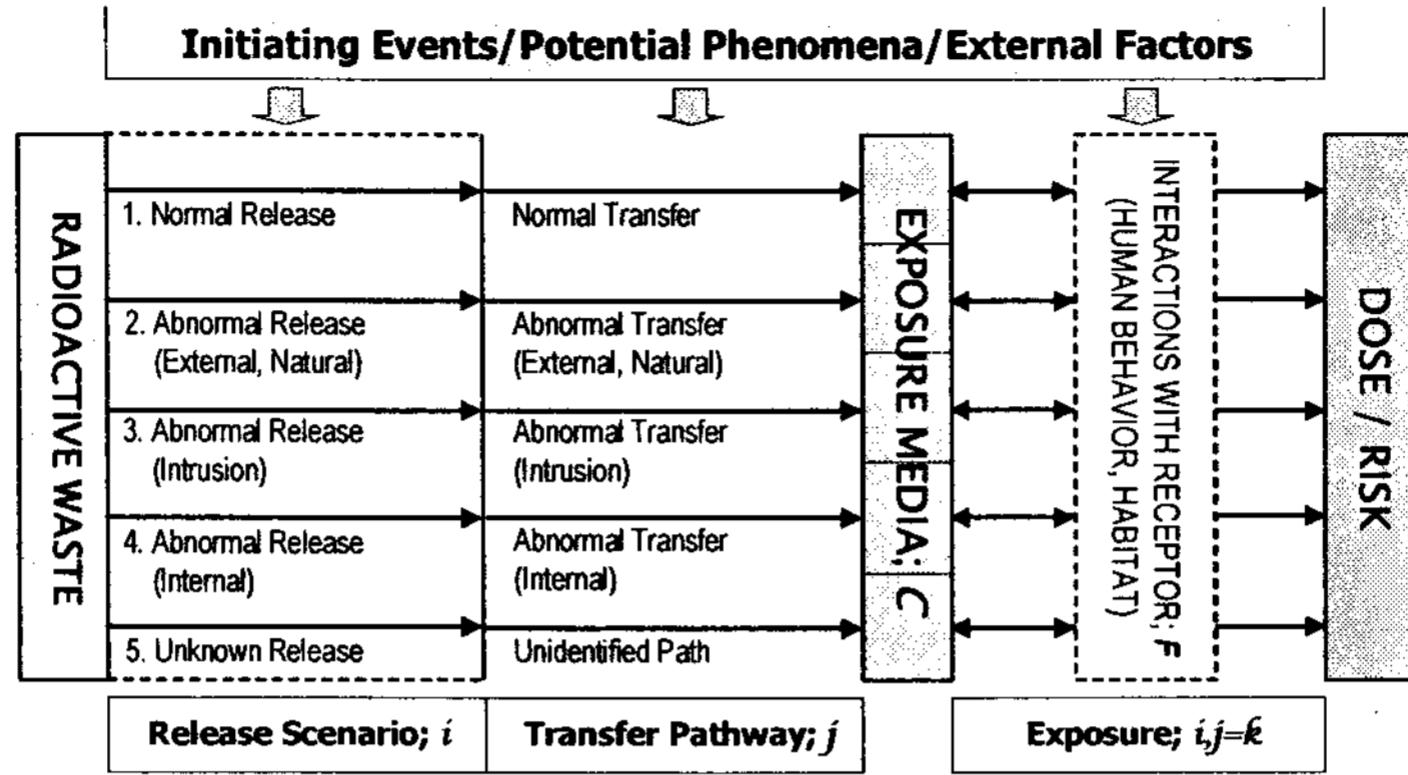 Initiating Events/Potential Phenomena/External Factors
RADIOACTIVE WASTE
1. Normal Release
2. Abnormal Release
(External, Natural)
3. Abnormal Release
(Intrusion)
4. Abnormal Release
(Internal)
5. Unknown Release
Normal Transfer
Abnormal Transfer
(External, Natural)
Abnormal Transfer
(Intrusion)
Abnormal Transfer
(Internal)
Unidentified Path
EXPOSURE MEDIA; C
INTERACTIONS WITH RECEPTOR; F
(HUMAN BEHAVIOR, HABITAT)
DOSE / RISK
Release Scenario; i
Transfer Pathway; j
Exposure; i,j=k